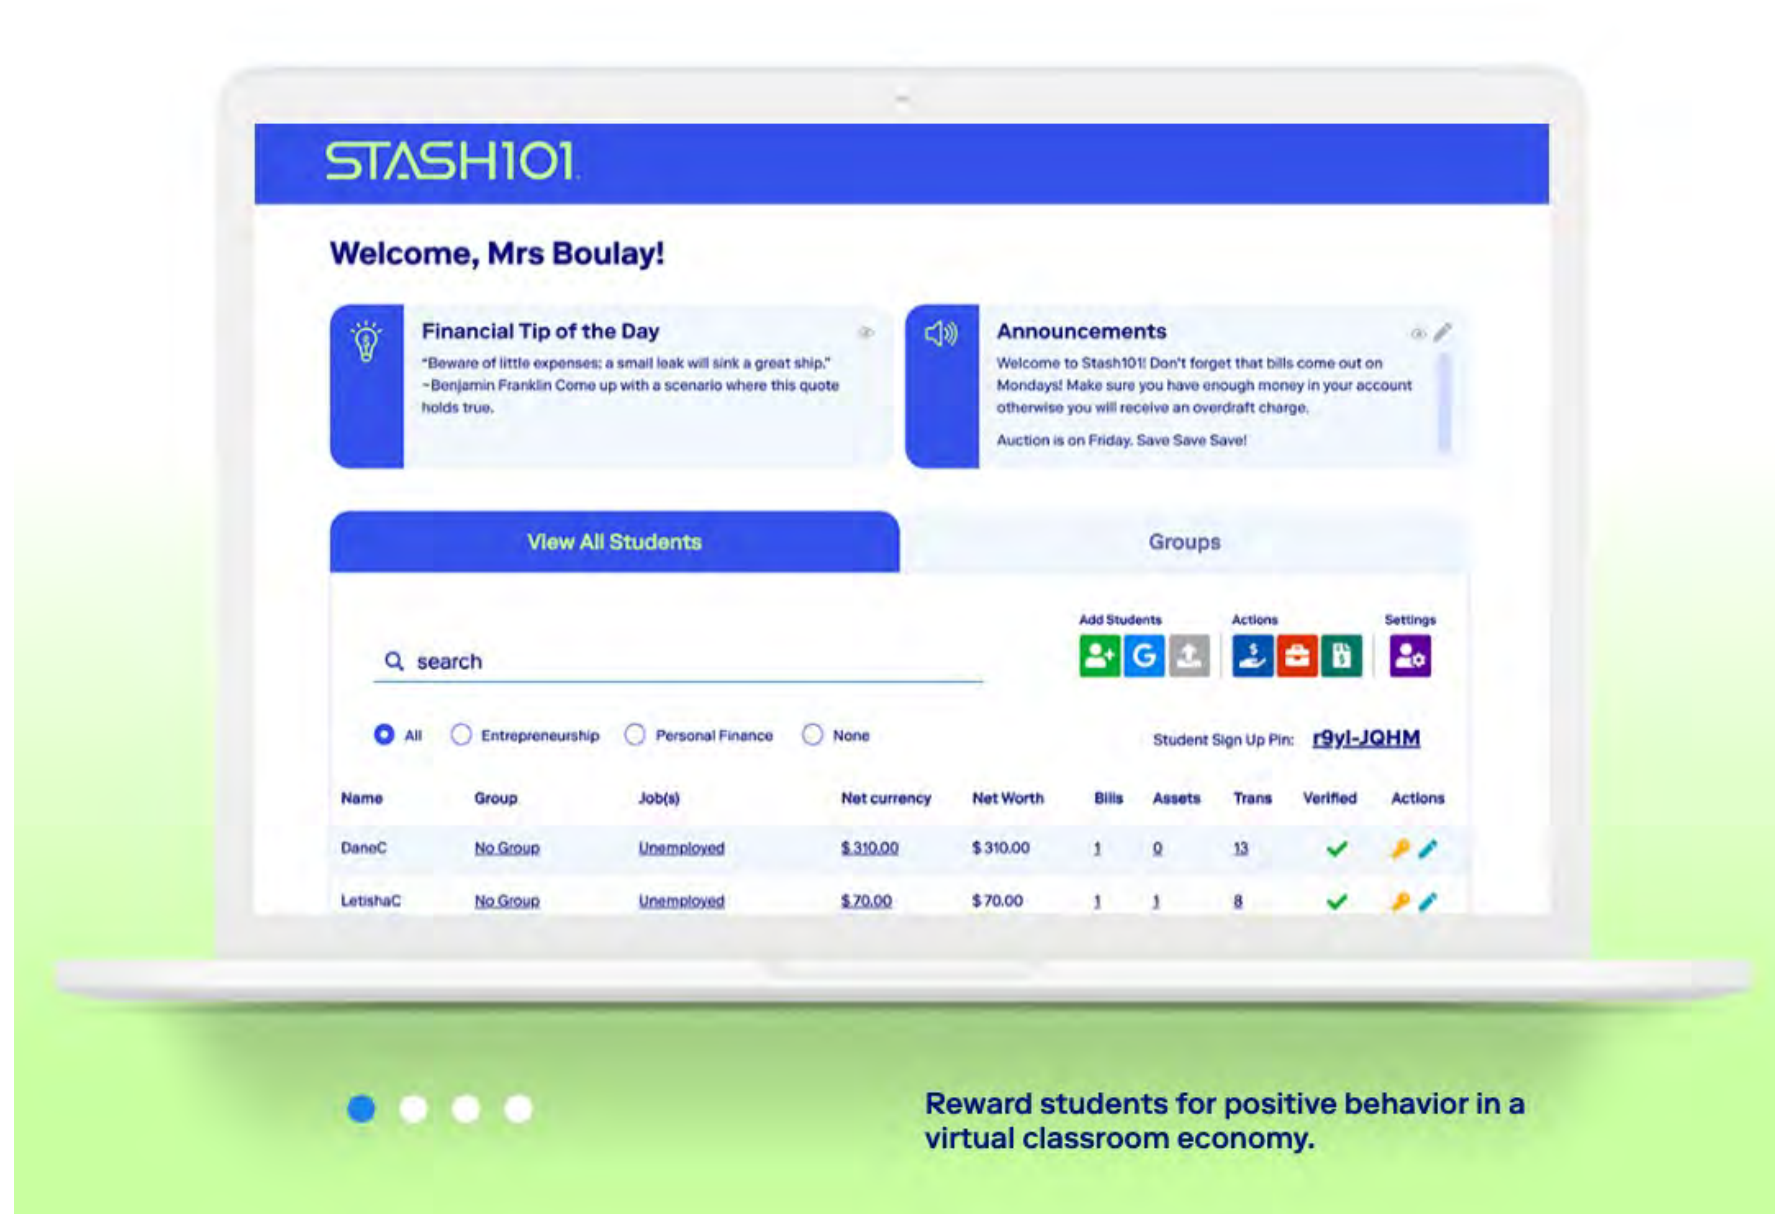 STASH101
Welcome, Mrs Boulay!
Financial Tip of the Day
"Beware of little expenses; a small leak will sink a great ship."
~Benjamin Franklin Come up with a scenario where this quote
holds true.
Announcements
Welcome to Stash101! Don't forget that bills come out on
Mondays! Make sure you have enough money in your account
otherwise you will receive an overdraft charge.
Auction is on Friday. Save Save Save!
View All Students
Groups
search
Add Students
Actions
Settings
All
Entrepreneurship
Personal Finance
None
Student Sign Up Pin: r9yI-JQHM
Name Group Job(s) Net currency Net Worth Bills Assets Trans Verified Actions
DaneC No Group Unemployed $ 310.00 $ 310.00 1 0 13
LetishaC No Group Unemployed $ 70.00 $ 70.00 1 1 8
Reward students for positive behavior in a
virtual classroom economy.